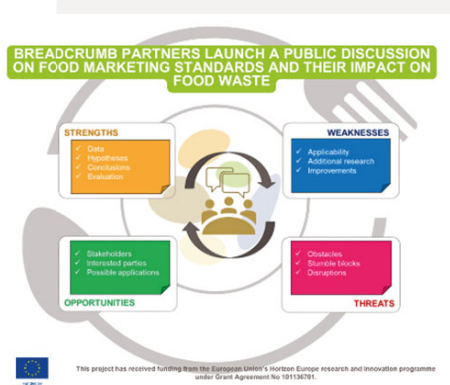 BREADCRUMB PARTNERS LAUNCH A PUBLIC DISCUSSION
ON FOOD MARKETING STANDARDS AND THEIR IMPACT ON
FOOD WASTE
STRENGTHS
✓ Data
✓ Hypotheses
✓ Conclusions
✓ Evaluation
WEAKNESSES
✓ Applicability
✓ Additional research
✓ Improvements
✓ Stakeholders
✓ Interested parties
✓ Possible applications
OPPORTUNITIES
✓ Obstacles
✓ Stumble blocks
✓ Disruptions
THREATS
This project has received funding from the European Union's Horizon Europe research and innovation programme
under Grant Agreement No 101136701.